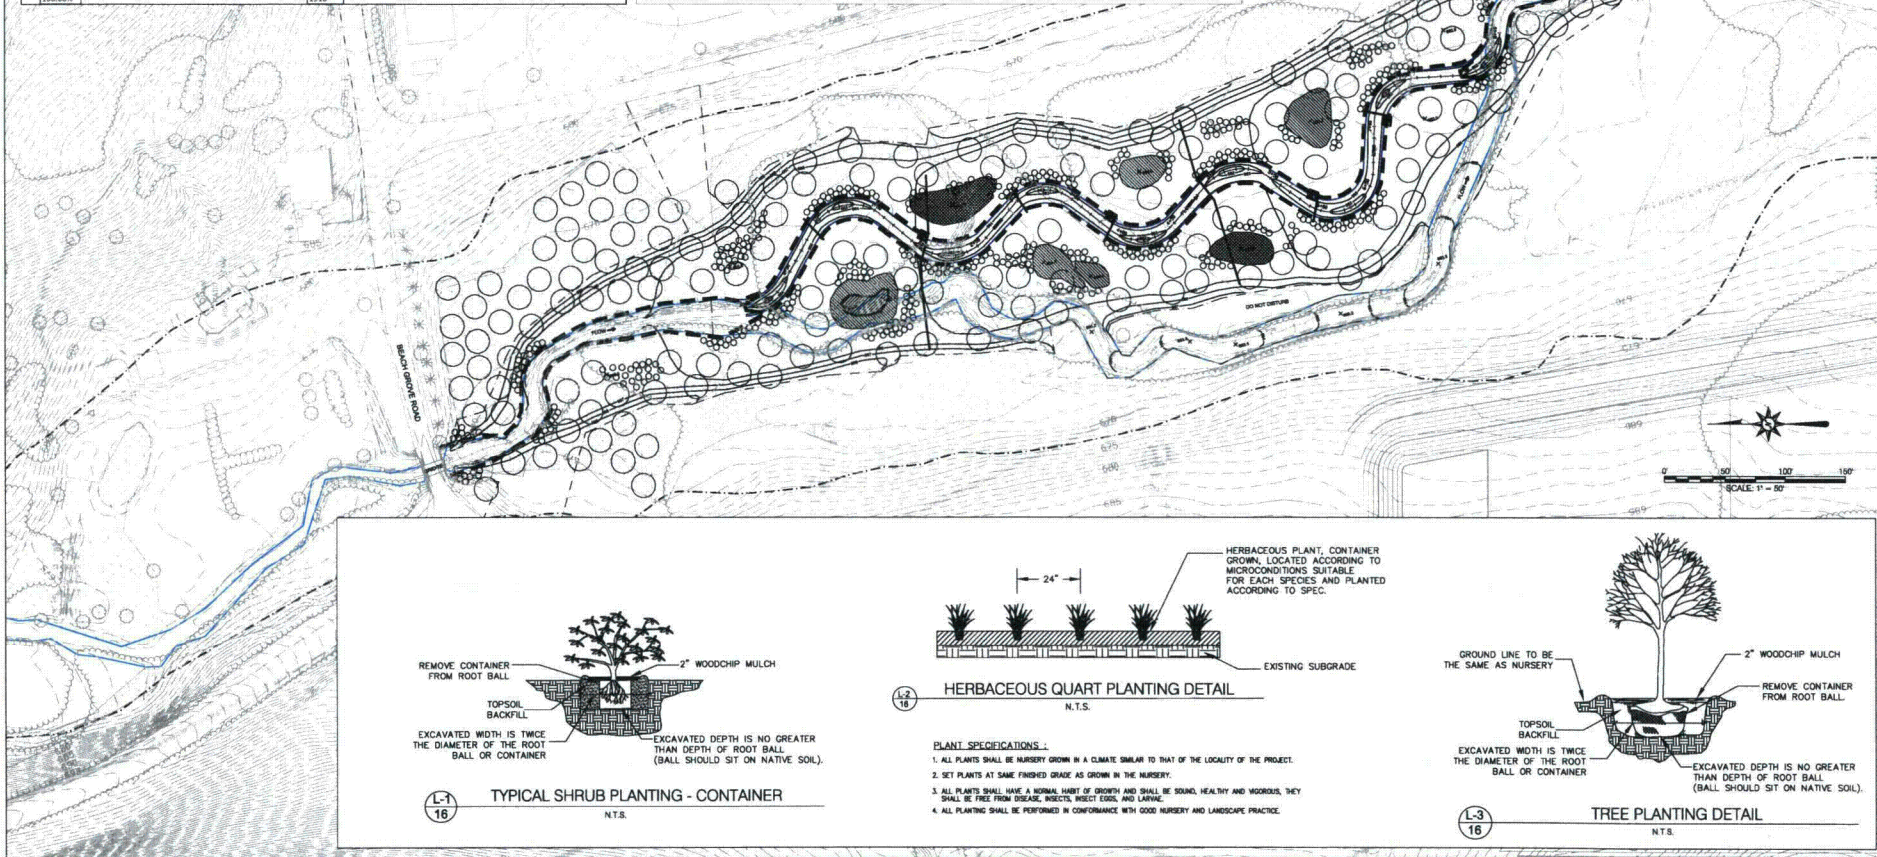 BEACH GROVE ROAD
DO NOT DISTURB
670
676
675
680
685
675
0' 50' 100' 150'
SCALE: 1" = 50'
REMOVE CONTAINER
FROM ROOT BALL
2" WOODCHIP MULCH
TOPSOIL
BACKFILL
EXCAVATED WIDTH IS TWICE
THE DIAMETER OF THE ROOT
BALL OR CONTAINER
EXCAVATED DEPTH IS NO GREATER
THAN DEPTH OF ROOT BALL
(BALL SHOULD SIT ON NATIVE SOIL).
L-1
16
TYPICAL SHRUB PLANTING - CONTAINER
N.T.S.
24"
HERBACEOUS PLANT, CONTAINER
GROWN, LOCATED ACCORDING TO
MICROCONDITIONS SUITABLE
FOR EACH SPECIES AND PLANTED
ACCORDING TO SPEC.
EXISTING SUBGRADE
L-2
16
HERBACEOUS QUART PLANTING DETAIL
N.T.S.
PLANT SPECIFICATIONS :
1. ALL PLANTS SHALL BE NURSERY GROWN IN A CLIMATE SIMILAR TO THAT OF THE LOCALITY OF THE PROJECT.
2. SET PLANTS AT SAME FINISHED GRADE AS GROWN IN THE NURSERY.
3. ALL PLANTS SHALL HAVE A NORMAL HABIT OF GROWTH AND SHALL BE SOUND, HEALTHY AND VIGOROUS, THEY
SHALL BE FREE FROM DISEASE, INSECTS, INSECT EGGS, AND LARVAE.
4. ALL PLANTING SHALL BE PERFORMED IN CONFORMANCE WITH GOOD NURSERY AND LANDSCAPE PRACTICE.
GROUND LINE TO BE
THE SAME AS NURSERY
2" WOODCHIP MULCH
REMOVE CONTAINER
FROM ROOT BALL.
TOPSOIL
BACKFILL
EXCAVATED WIDTH IS TWICE
THE DIAMETER OF THE ROOT
BALL OR CONTAINER
EXCAVATED DEPTH IS NO GREATER
THAN DEPTH OF ROOT BALL
(BALL SHOULD SIT ON NATIVE SOIL).
L-3
16
TREE PLANTING DETAIL
N.T.S.